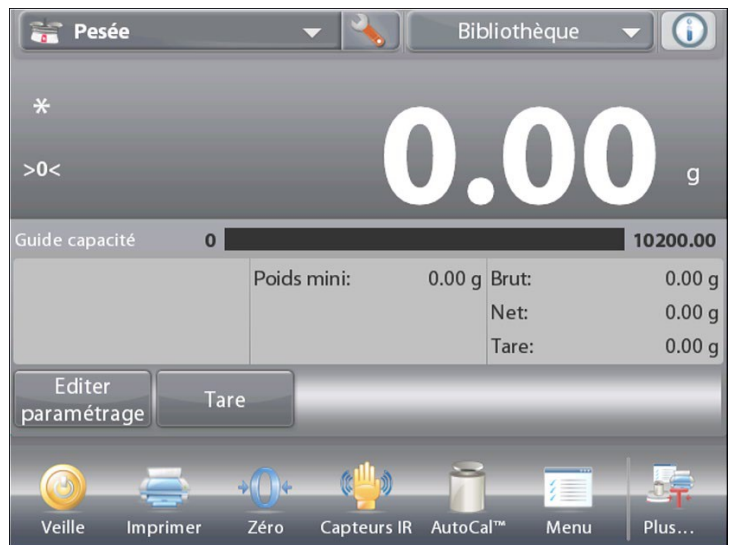 Pesée
Bibliothèque
*
>0<
0.00 g
Guide capacité 0 10200.00
Poids mini: 0.00 g Brut: 0.00 g
Net: 0.00 g
Tare: 0.00 g
Editer
paramétrage
Tare
Veille Imprimer Zéro Capteurs IR AutoCal™ Menu Plus...